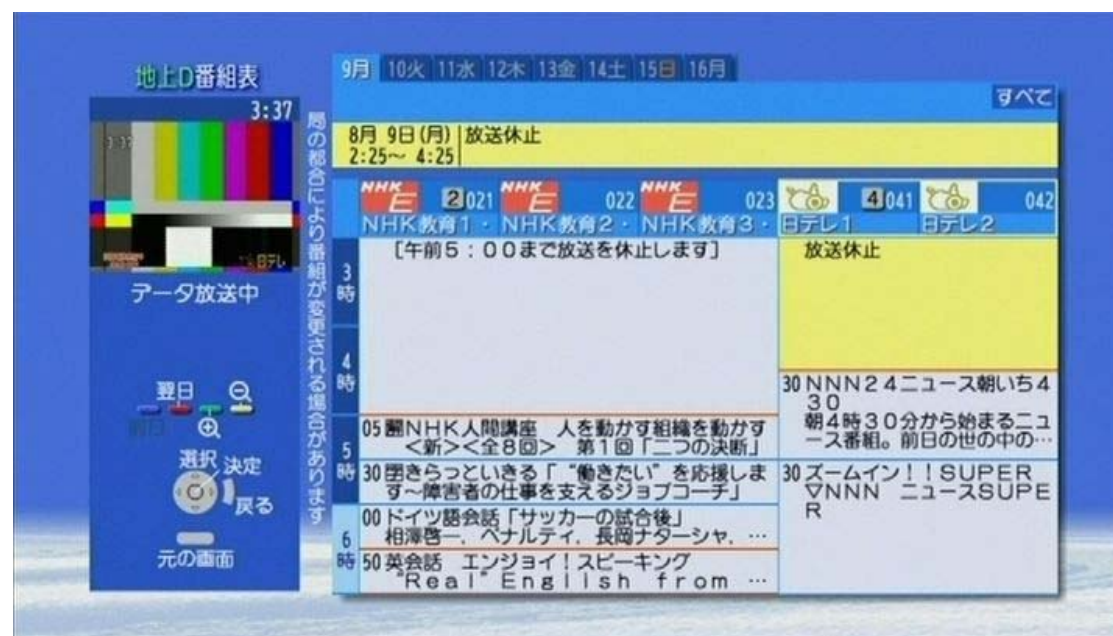 地上D番組表
3:37
3:37
日テレ
データ放送中
翌日
前日
選択
決定
戻る
元の画面
局の都合により番組が変更される場合があります
9月 10火 11水 12木 13金 14土 15日 16月
すべて
8月 9日(月) 放送休止
2:25~ 4:25
NHK E 2 021 NHK E 022 NHK E 023 4 041 042
NHK教育1・ NHK教育2・ NHK教育3・ 日テレ1 日テレ2
3時
[午前5:00まで放送を休止します]
放送休止
4時
30 NNN24ニュース朝いち4
30
朝4時30分から始まるニュ
ース番組。前日の世の中の…
5時
05 NHK人間講座 人を動かす組織を動かす
<新><全8回> 第1回「二つの決断」
30 きらっといきる「“働きたい”を応援しま
す~障害者の仕事を支えるジョブコーチ」
30 ズームイン!!SUPER
▽NNN ニュースSUPE
R
6時
00 ドイツ語会話「サッカーの試合後」
相澤啓一,ペナルティ,長岡ナターシャ, …
50 英会話 エンジョイ!スピーキング
“Real”English from …